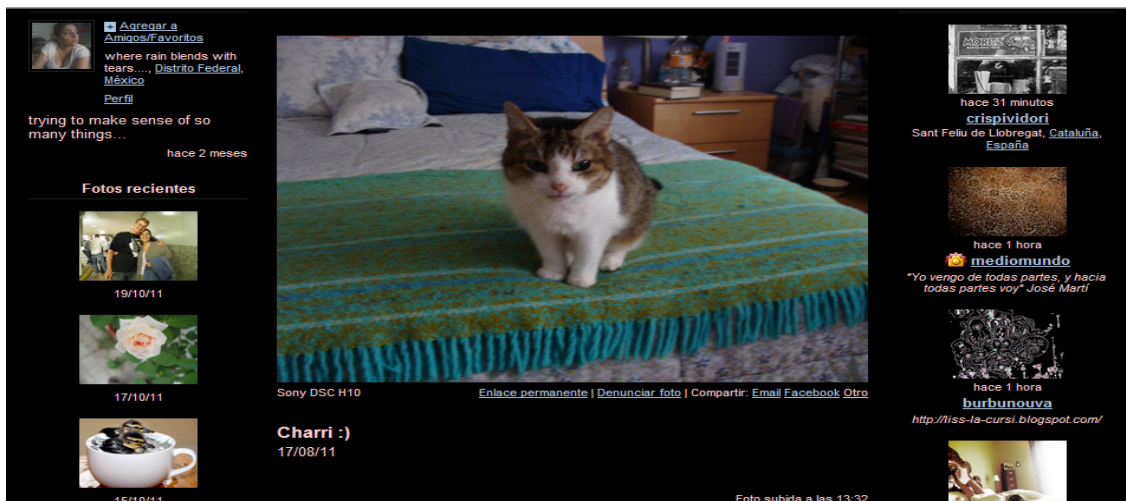 Agregar a
Amigos/Favoritos
where rain blends with
tears...., Distrito Federal,
México
Perfil
trying to make sense of so
many things...
hace 2 meses
Fotos recientes
19/10/11
17/10/11
15/10/11
Sony DSC H10
Enlace permanente | Denunciar foto | Compartir: Email Facebook Otro
Charri :)
17/08/11
Foto subida a las 13:32
MORITZ
hace 31 minutos
crispividori
Sant Feliu de Llobregat, Cataluña,
España
hace 1 hora
mediomundo
"Yo vengo de todas partes, y hacia
todas partes voy" José Martí
hace 1 hora
burbunouva
http://liss-la-cursi.blogspot.com/